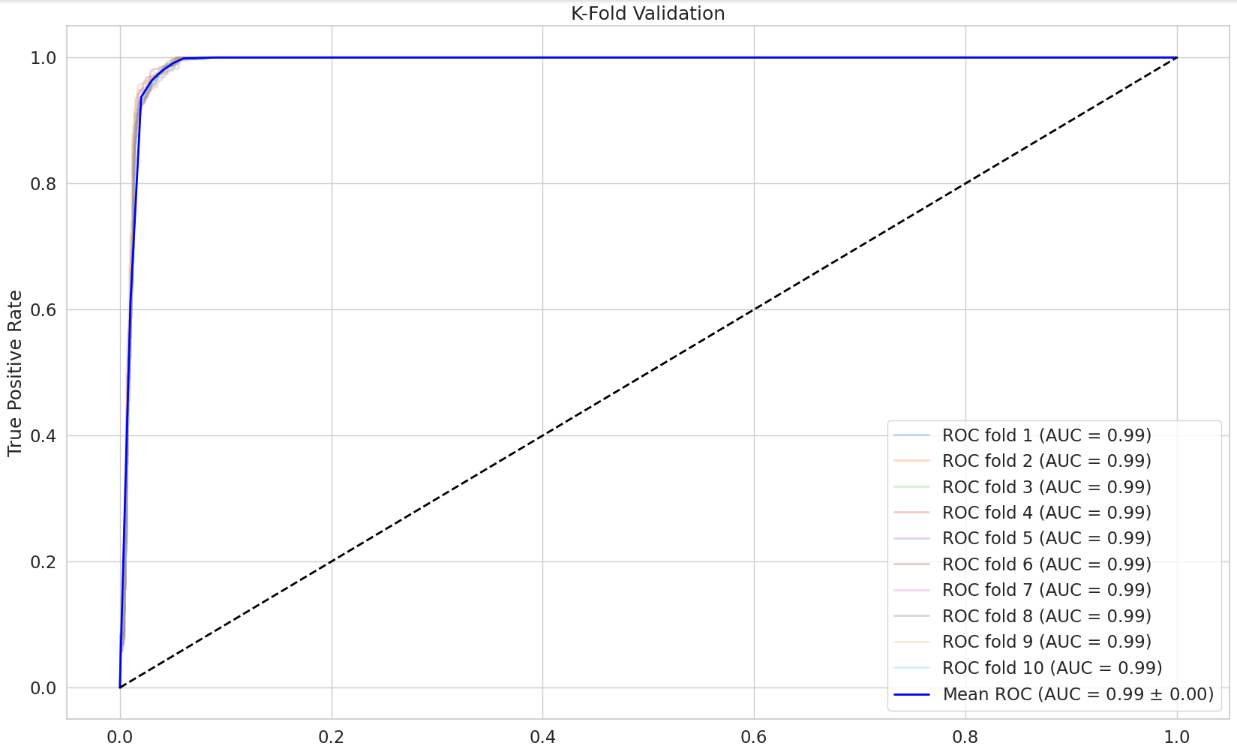 K-Fold Validation
True Positive Rate
1.0
0.8
0.6
0.4
0.2
0.0
0.0 0.2 0.4 0.6 0.8 1.0
ROC fold 1 (AUC = 0.99)
ROC fold 2 (AUC = 0.99)
ROC fold 3 (AUC = 0.99)
ROC fold 4 (AUC = 0.99)
ROC fold 5 (AUC = 0.99)
ROC fold 6 (AUC = 0.99)
ROC fold 7 (AUC = 0.99)
ROC fold 8 (AUC = 0.99)
ROC fold 9 (AUC = 0.99)
ROC fold 10 (AUC = 0.99)
Mean ROC (AUC = 0.99 ± 0.00)